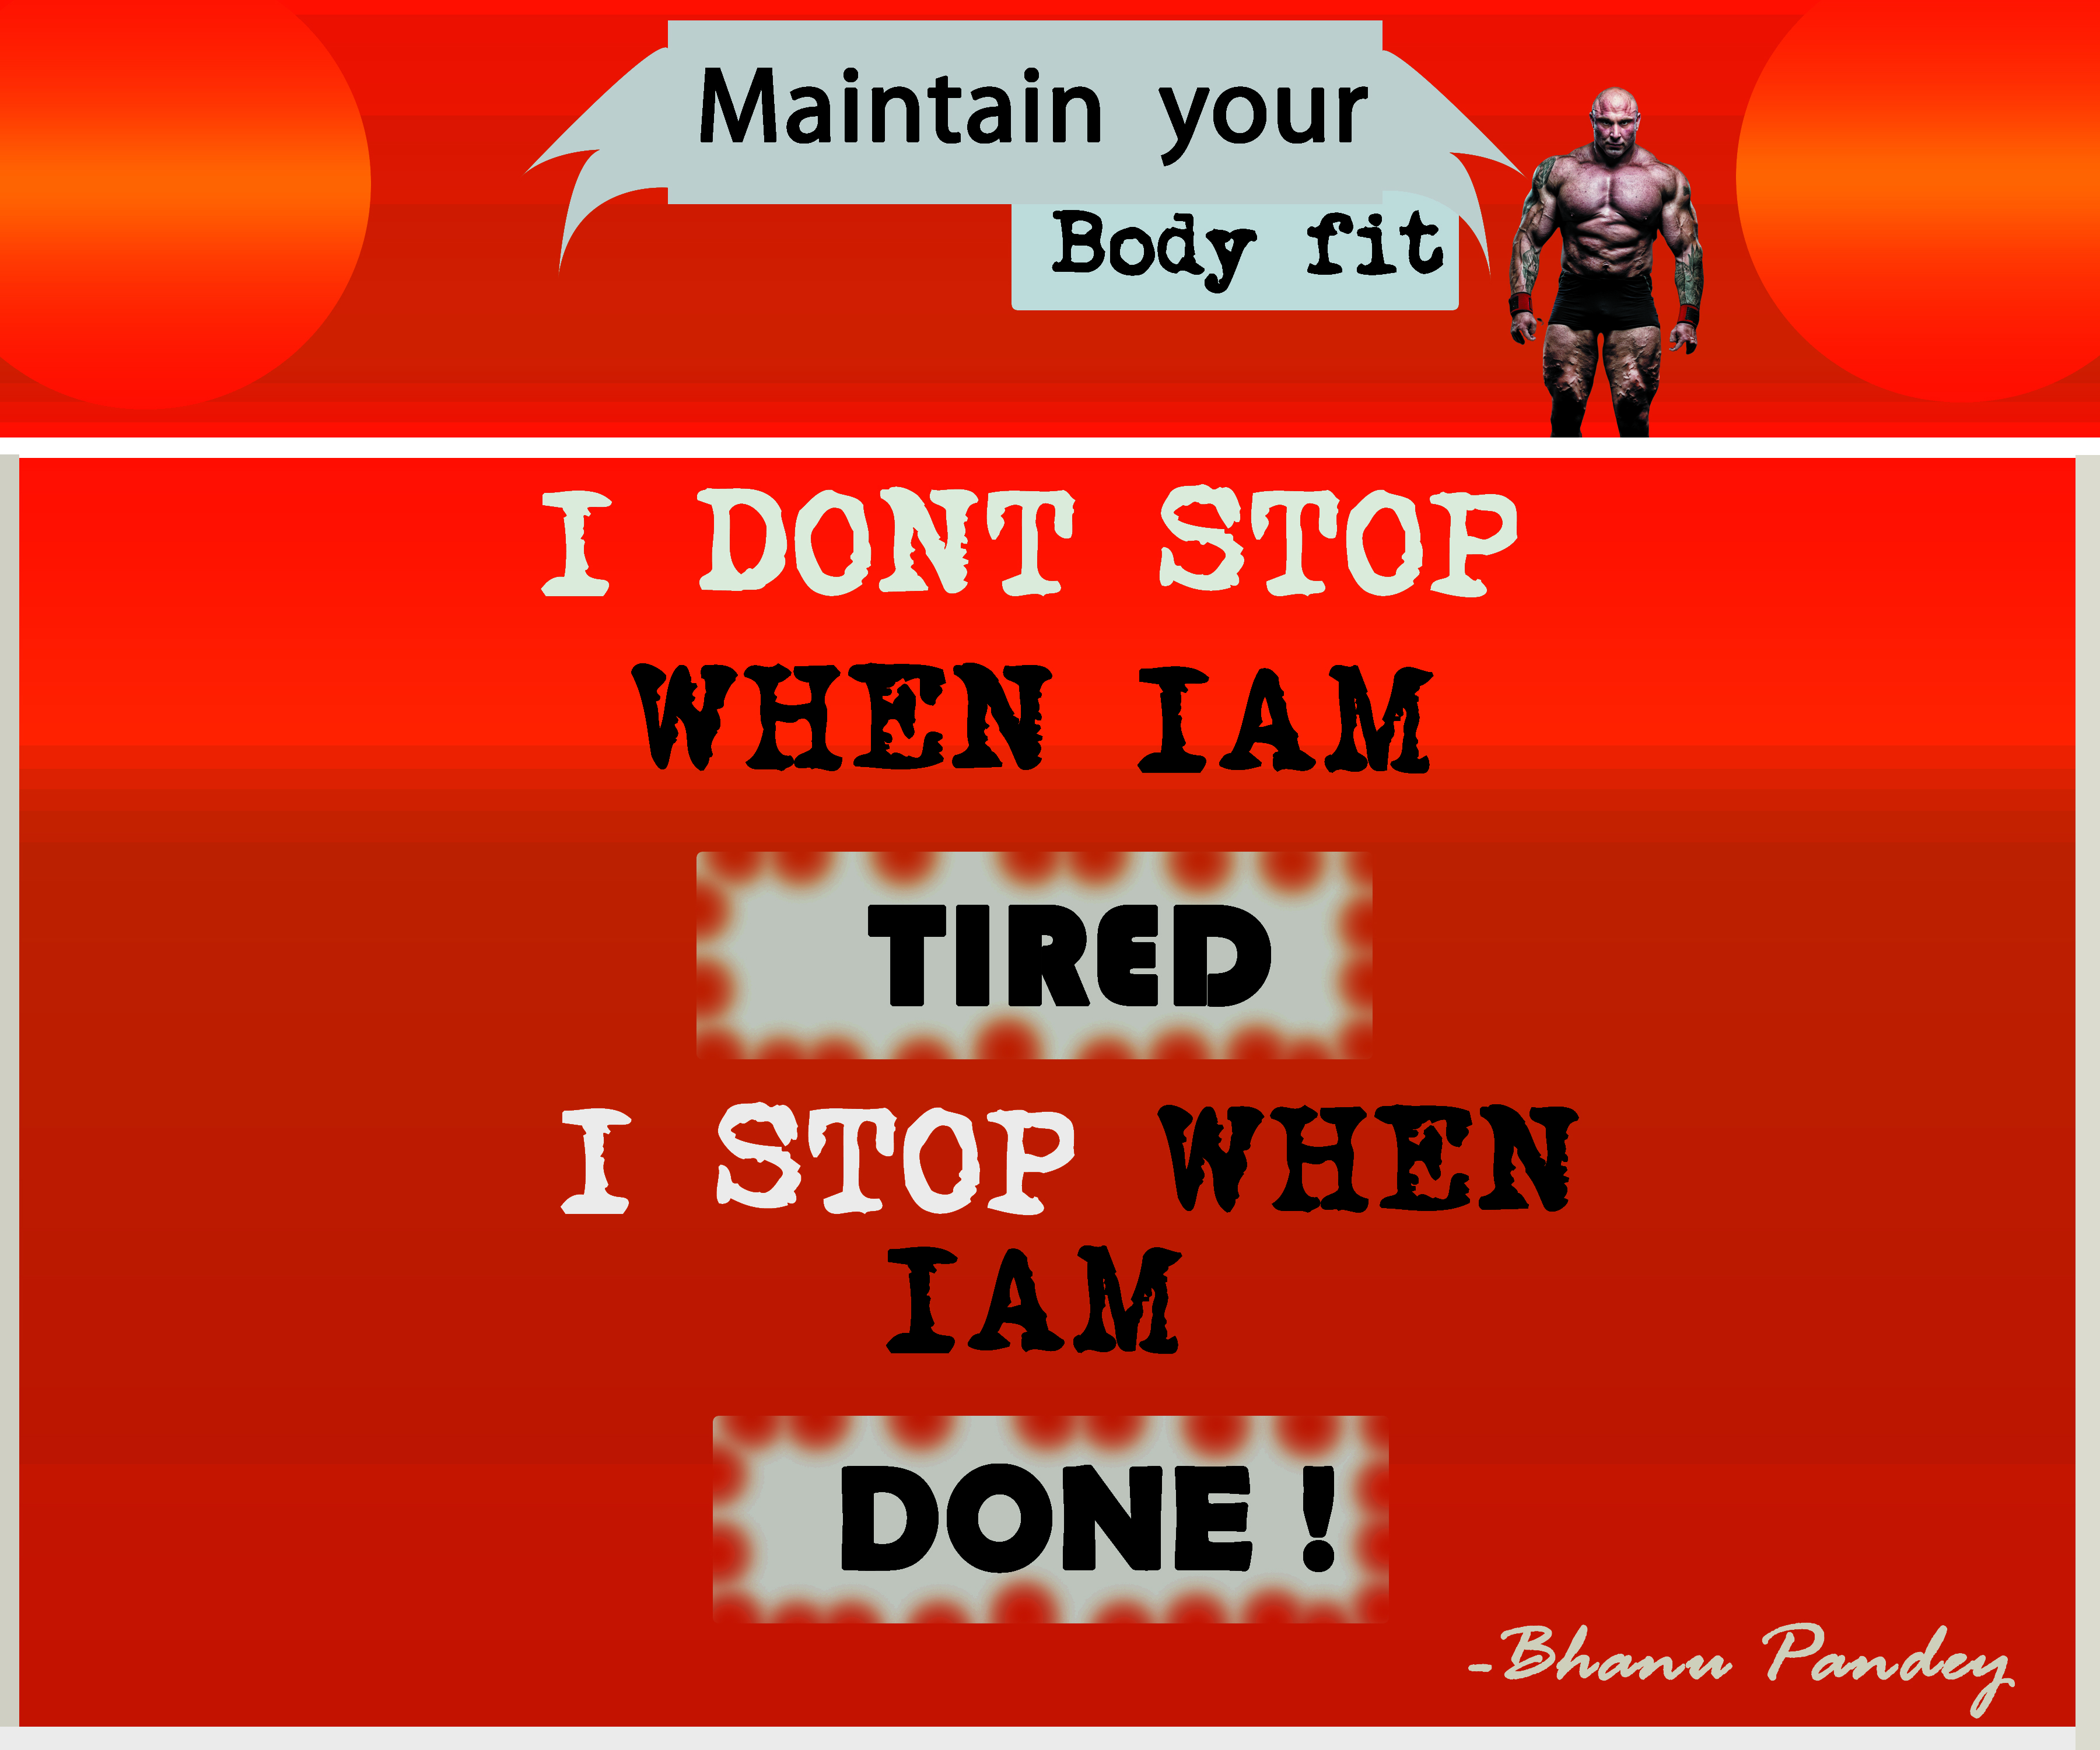 Maintain your
Body fit
I DONT STOP
WHEN IAM
TIRED
I STOP WHEN
IAM
DONE !
-Bhanu Pandey